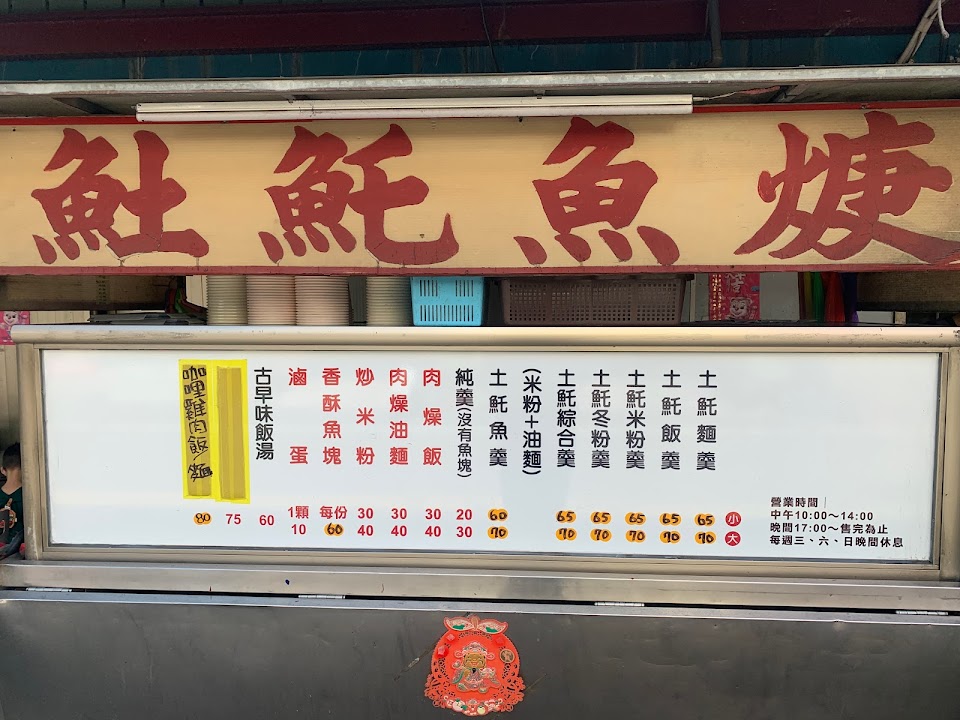 魠魠魚焿
土魠麵羹 65 70
土魠飯羹 65 70
土魠米粉羹 65 70
土魠冬粉羹 65 70
土魠綜合羹 65 70
(米粉+油麵)
土魠魚羹 60 70
純羹(沒有魚塊) 20 30
肉燥飯 30 40
肉燥油麵 30 40
炒米粉 30 40
香酥魚塊 每份 60
滷蛋 1顆 10
古早味飯湯 60
75
咖哩雞肉飯/麵 80
小
大
營業時間
中午10:00～14:00
晚間17:00～售完為止
每週三、六、日晚間休息